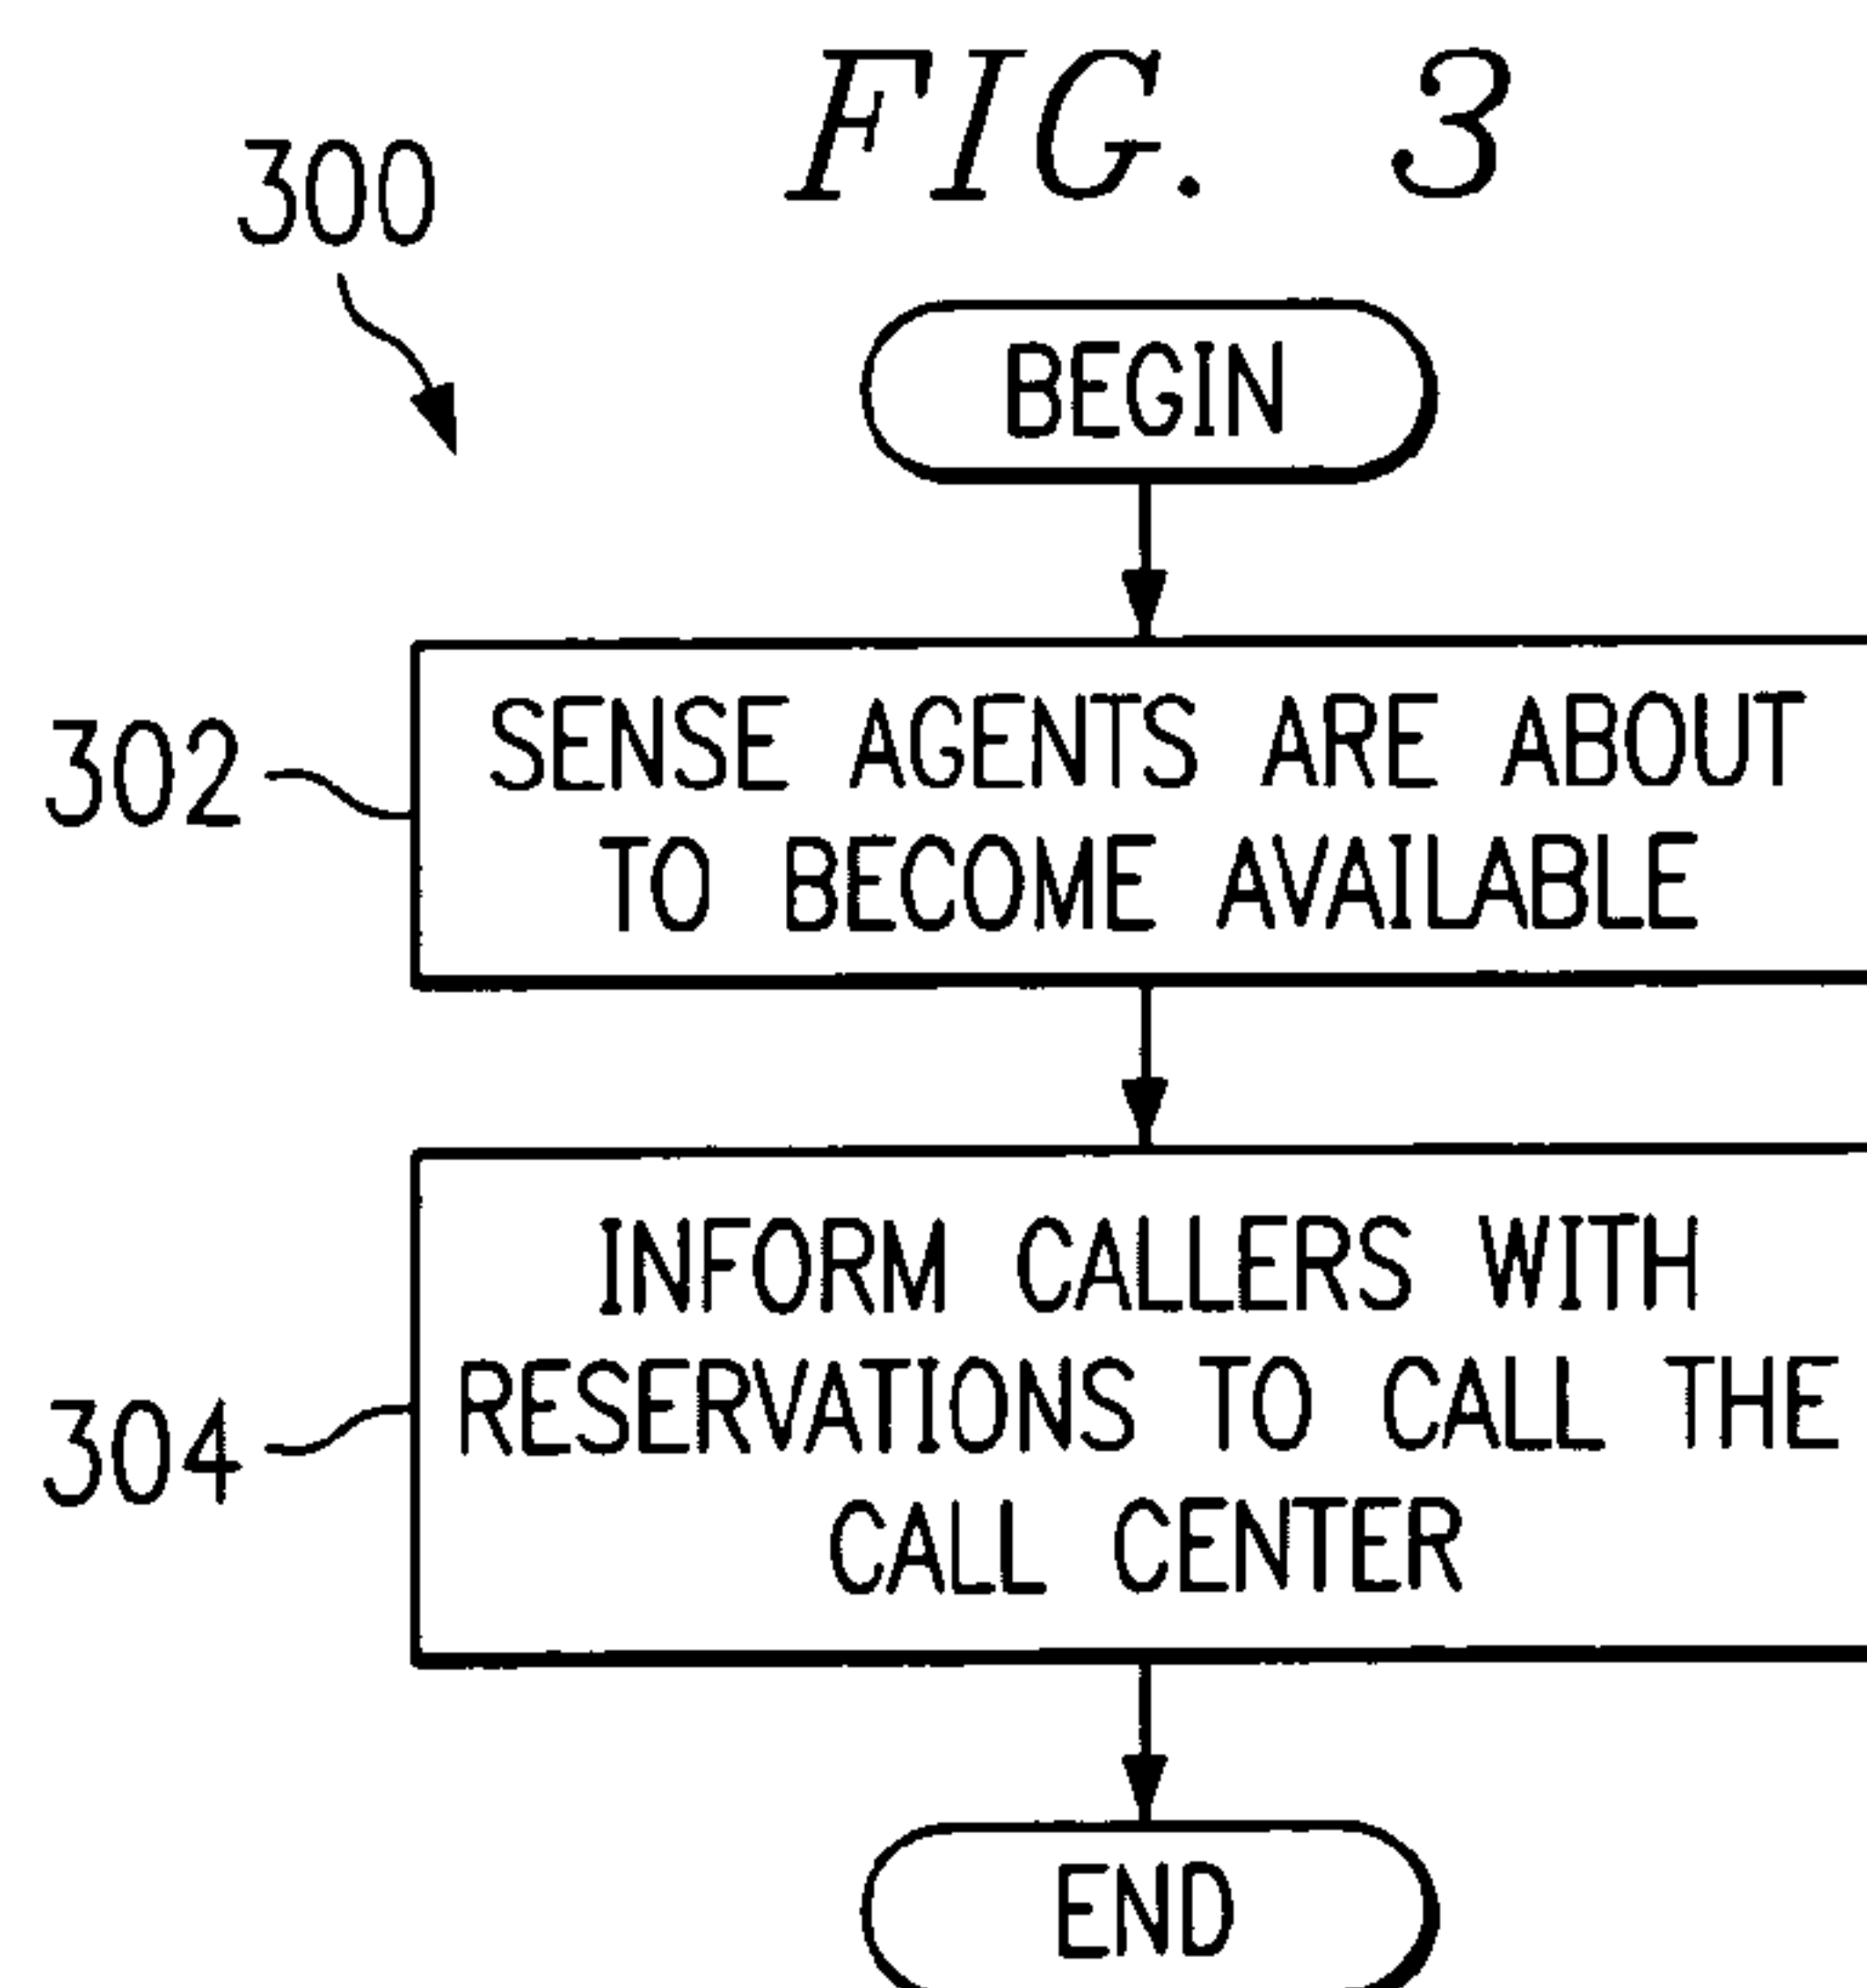 FIG. 3
300
BEGIN
302
SENSE AGENTS ARE ABOUT
TO BECOME AVAILABLE
304
INFORM CALLERS WITH
RESERVATIONS TO CALL THE
CALL CENTER
END